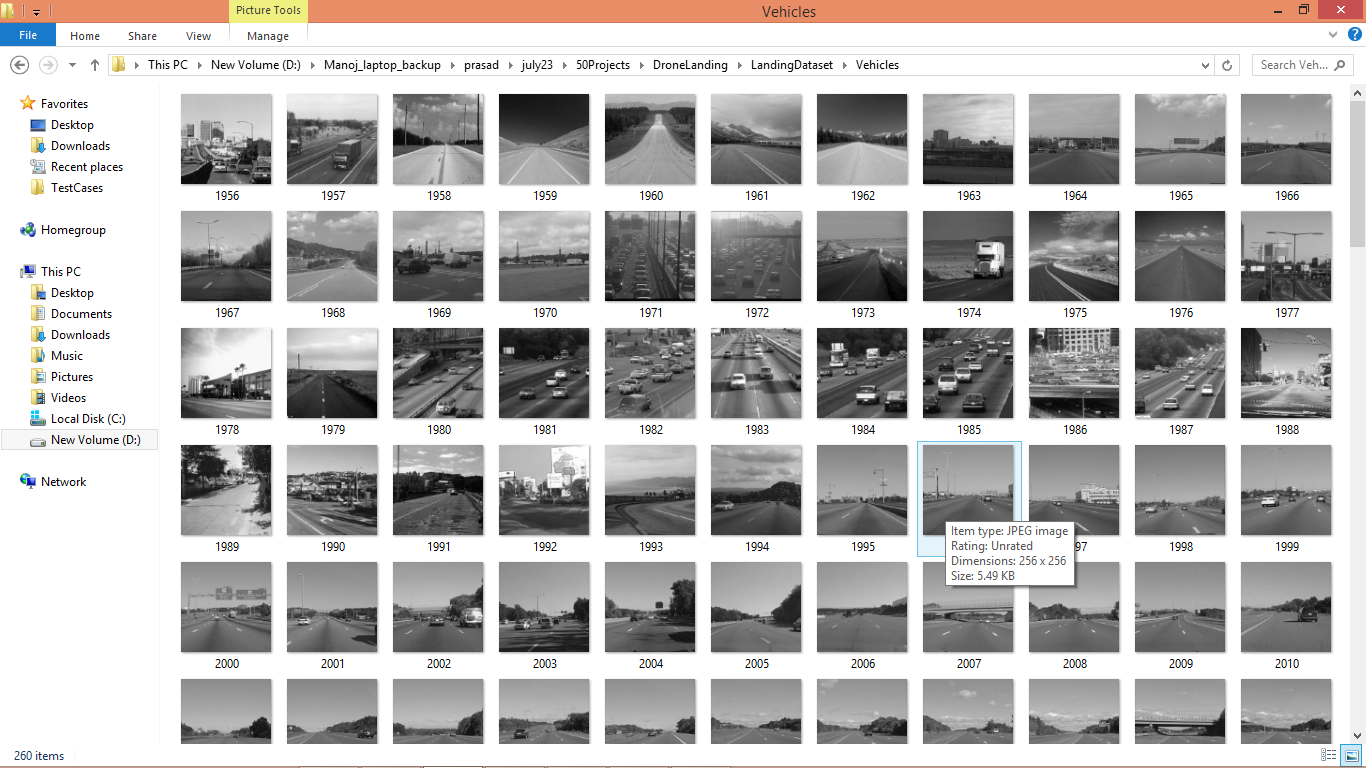 Picture Tools
Vehicles
File Home Share View Manage
This PC New Volume (D:) Manoj_laptop_backup prasad july23 50Projects DroneLanding LandingDataset Vehicles
Search Veh...
Favorites
Desktop
Downloads
Recent places
TestCases
Homegroup
This PC
Desktop
Documents
Downloads
Music
Pictures
Videos
Local Disk (C:)
New Volume (D:)
Network
1956 1957 1958 1959 1960 1961 1962 1963 1964 1965 1966
1967 1968 1969 1970 1971 1972 1973 1974 1975 1976 1977
1978 1979 1980 1981 1982 1983 1984 1985 1986 1987 1988
1989 1990 1991 1992 1993 1994 1995 97 1998 1999
Item type: JPEG image
Rating: Unrated
Dimensions: 256 x 256
Size: 5.49 KB
2000 2001 2002 2003 2004 2005 2006 2007 2008 2009 2010
260 items